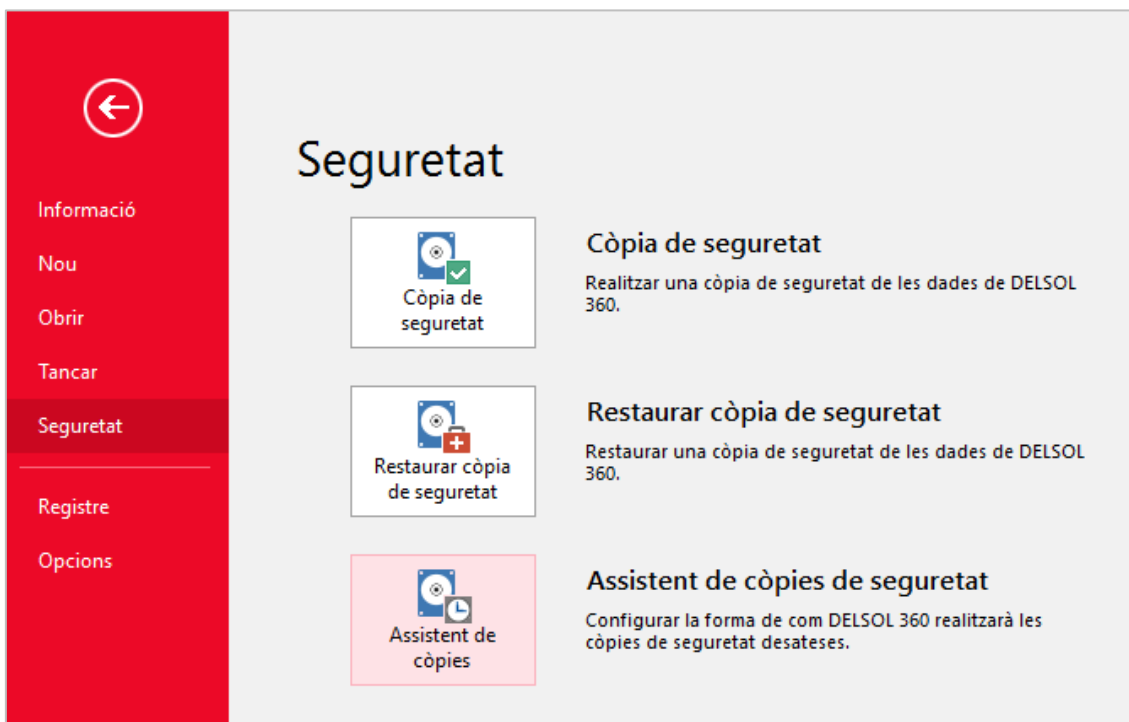 Seguretat
Informació
Nou
Obrir
Tancar
Seguretat
Registre
Opcions
Còpia de
seguretat
Còpia de seguretat
Realitzar una còpia de seguretat de les dades de DELSOL
360.
Restaurar còpia
de seguretat
Restaurar còpia de seguretat
Restaurar una còpia de seguretat de les dades de DELSOL
360.
Assistent de
còpies
Assistent de còpies de seguretat
Configurar la forma de com DELSOL 360 realitzarà les
còpies de seguretat desateses.